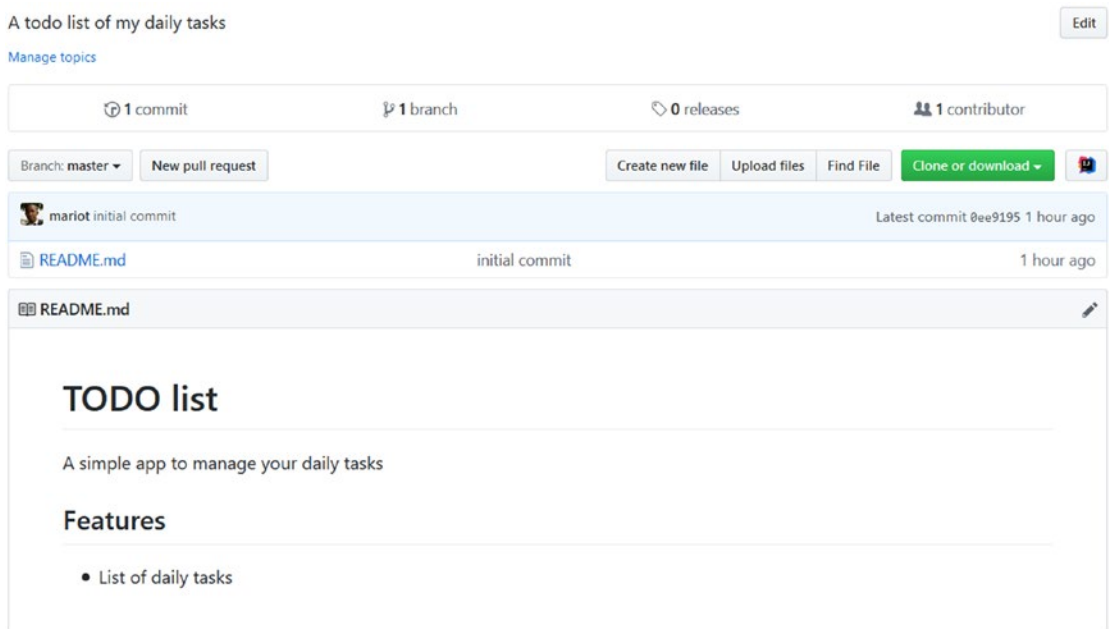 A todo list of my daily tasks
Edit
Manage topics
1 commit
1 branch
0 releases
1 contributor
Branch: master
New pull request
Create new file
Upload files
Find File
Clone or download
mariot initial commit
Latest commit 0ee9195 1 hour ago
README.md
initial commit
1 hour ago
README.md
TODO list
A simple app to manage your daily tasks
Features
List of daily tasks